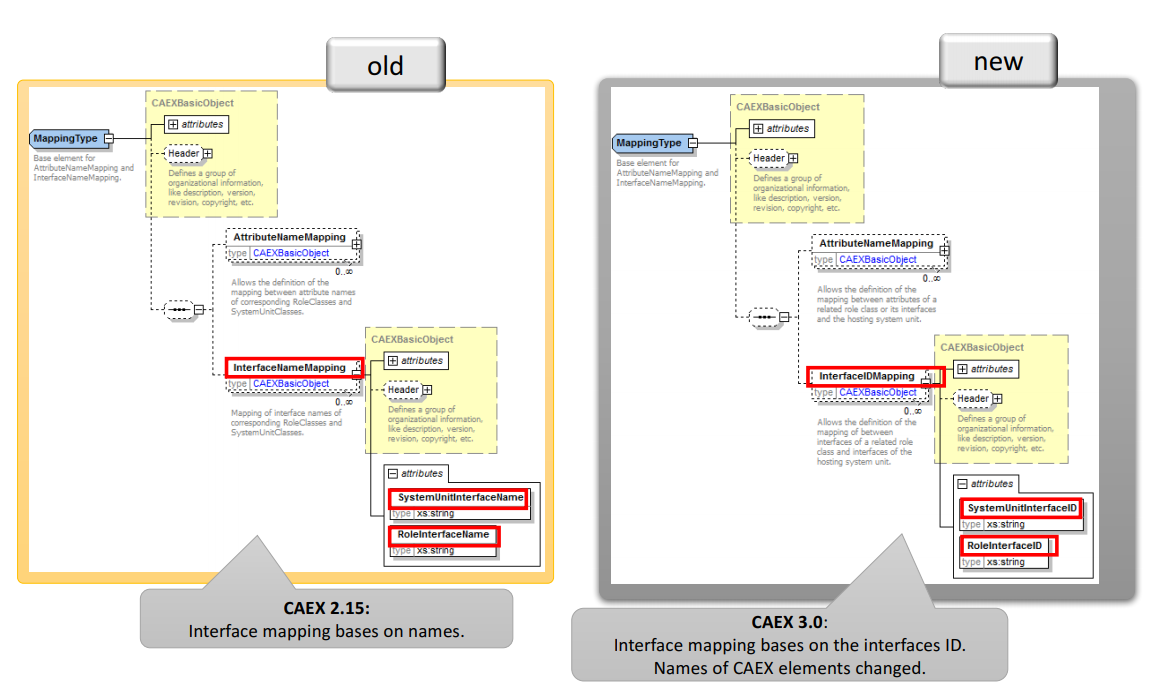 old
CAEXBasicObject
attributes
MappingType
Header
Base element for
AttributeNameMapping and
InterfaceNameMapping.
Defines a group of
organizational information,
like description, version,
revision, copyright, etc.
AttributeNameMapping
type CAEXBasicObject
0..∞
Allows the definition of the
mapping between attribute names
of corresponding RoleClasses and
SystemUnitClasses.
CAEXBasicObject
InterfaceNameMapping
attributes
type CAEXBasicObject
Header
0..∞
Mapping of interface names of
corresponding RoleClasses and
SystemUnitClasses.
Defines a group of
organizational information,
like description, version,
revision, copyright, etc.
attributes
SystemUnitInterfaceName
type xs:string
RoleInterfaceName
type xs:string
CAEX 2.15:
Interface mapping bases on names.
new
CAEXBasicObject
attributes
MappingType
Header
Base element for
AttributeNameMapping and
InterfaceNameMapping.
Defines a group of
organizational information,
like description, version,
revision, copyright, etc.
AttributeNameMapping
type CAEXBasicObject
0..∞
Allows the definition of the
mapping between attributes of a
related role class or its interfaces
and the hosting system unit.
CAEXBasicObject
InterfaceIDMapping
attributes
type CAEXBasicObject
Header
0..∞
Allows the definition of the
mapping of between
interfaces of a related role
class and interfaces of the
hosting system unit.
Defines a group of
organizational information,
like description, version,
revision, copyright, etc.
attributes
SystemUnitInterfaceID
type xs:string
RoleInterfaceID
type xs:string
CAEX 3.0:
Interface mapping bases on the interfaces ID.
Names of CAEX elements changed.